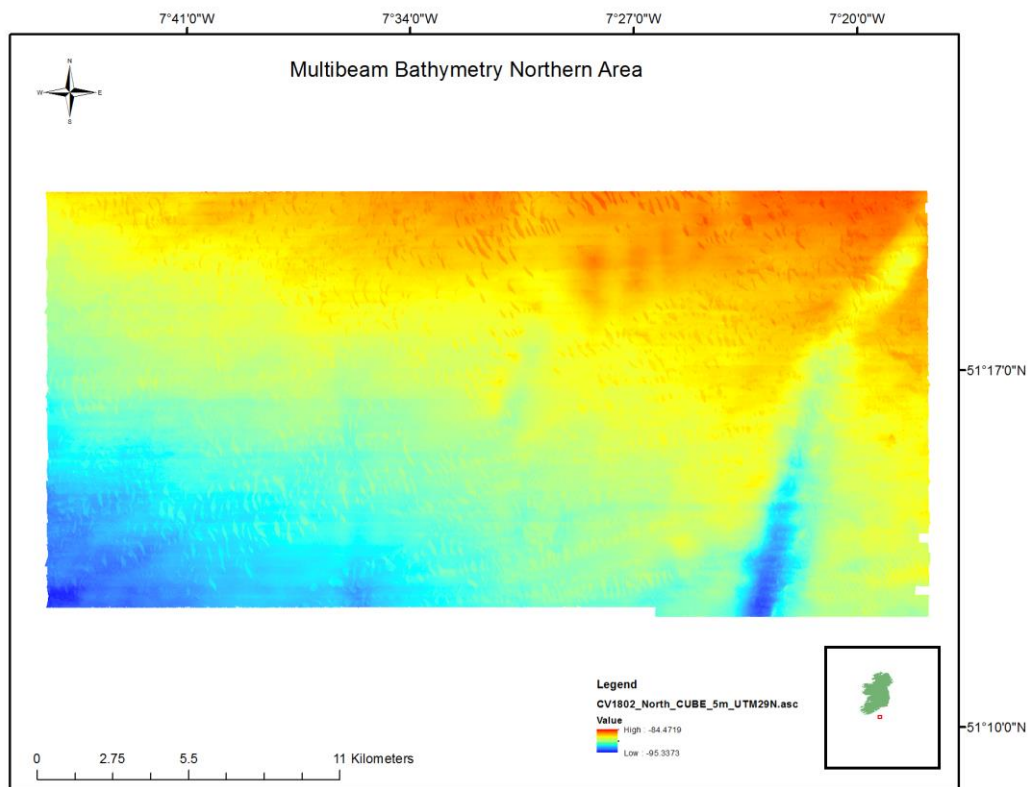 7°41'0"W 7°34'0"W 7°27'0"W 7°20'0"W
Multibeam Bathymetry Northern Area
N
W E
S
51°17'0"N
Legend
CV1802_North_CUBE_5m_UTM29N.asc
Value
High : -84.4719
Low : -95.3373
51°10'0"N
0 2.75 5.5 11 Kilometers